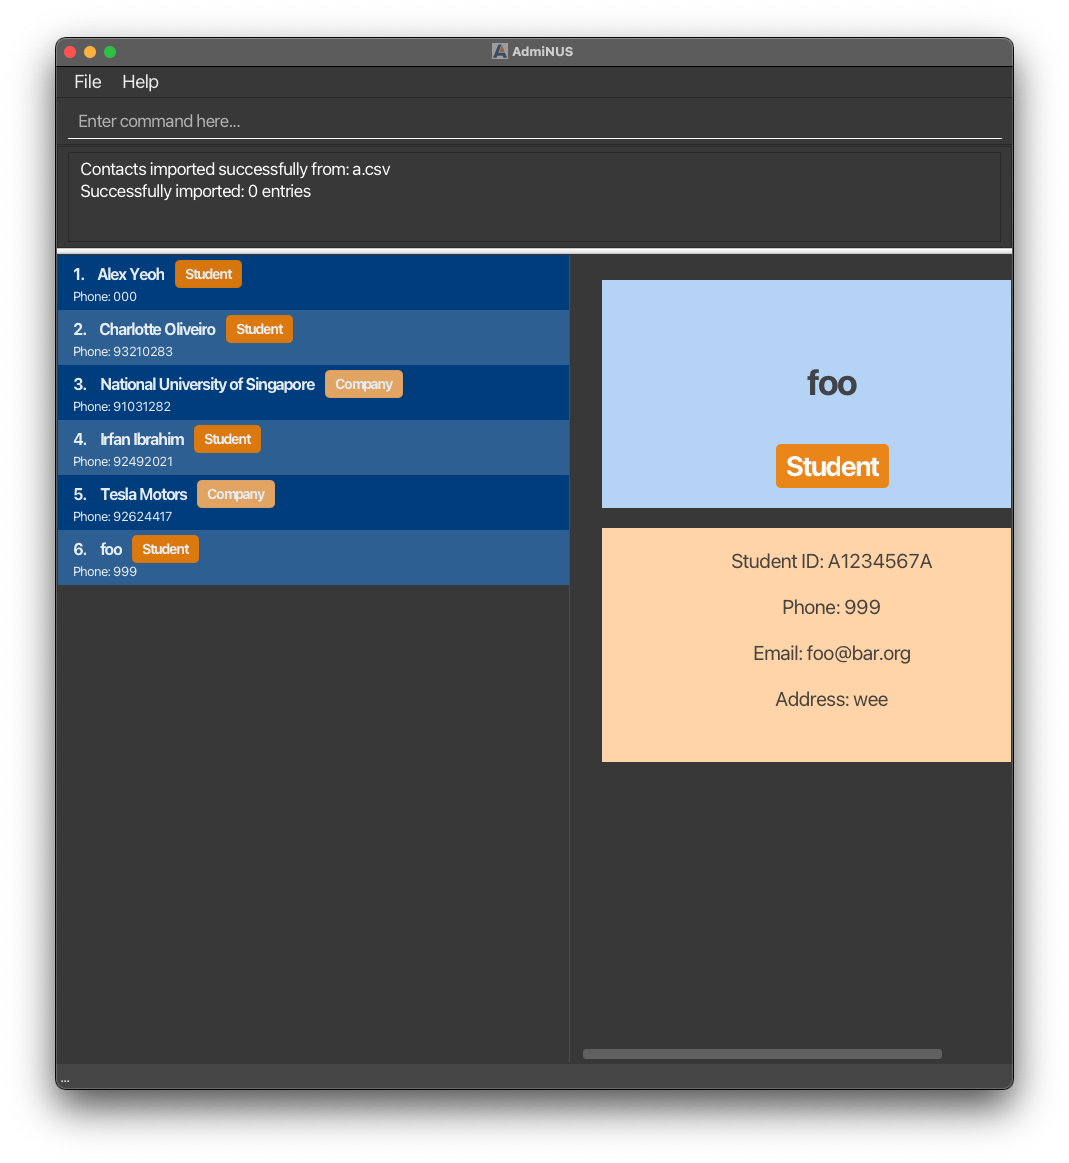 AdmiNUS
File Help
Enter command here...
Contacts imported successfully from: a.csv
Successfully imported: 0 entries
1. Alex Yeoh Student
Phone: 000
2. Charlotte Oliveiro Student
Phone: 93210283
3. National University of Singapore Company
Phone: 91031282
4. Irfan Ibrahim Student
Phone: 92492021
5. Tesla Motors Company
Phone: 92624417
6. foo Student
Phone: 999
foo
Student
Student ID: A1234567A
Phone: 999
Email: foo@bar.org
Address: wee
...